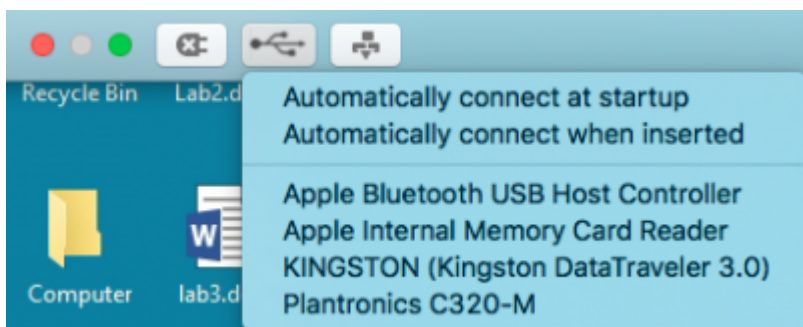 Recycle Bin
Lab2.d
Automatically connect at startup
Automatically connect when inserted
Apple Bluetooth USB Host Controller
Apple Internal Memory Card Reader
KINGSTON (Kingston DataTraveler 3.0)
Plantronics C320-M
W
Computer
lab3.d